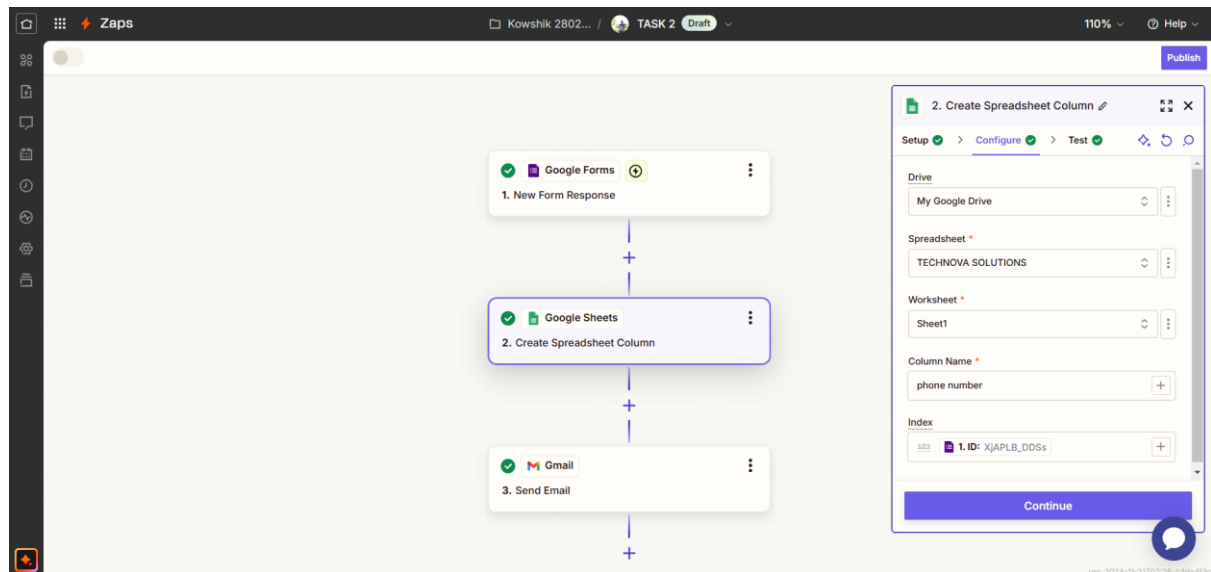 Zaps
Kowshik 2802... / TASK 2 Draft
110%
Help
Publish
Google Forms
1. New Form Response
Google Sheets
2. Create Spreadsheet Column
Gmail
3. Send Email
2. Create Spreadsheet Column
Setup > Configure > Test
Drive
My Google Drive
Spreadsheet *
TECHNOVA SOLUTIONS
Worksheet *
Sheet1
Column Name *
phone number
Index
123 1. ID: XjAPLB_DDSs
Continue